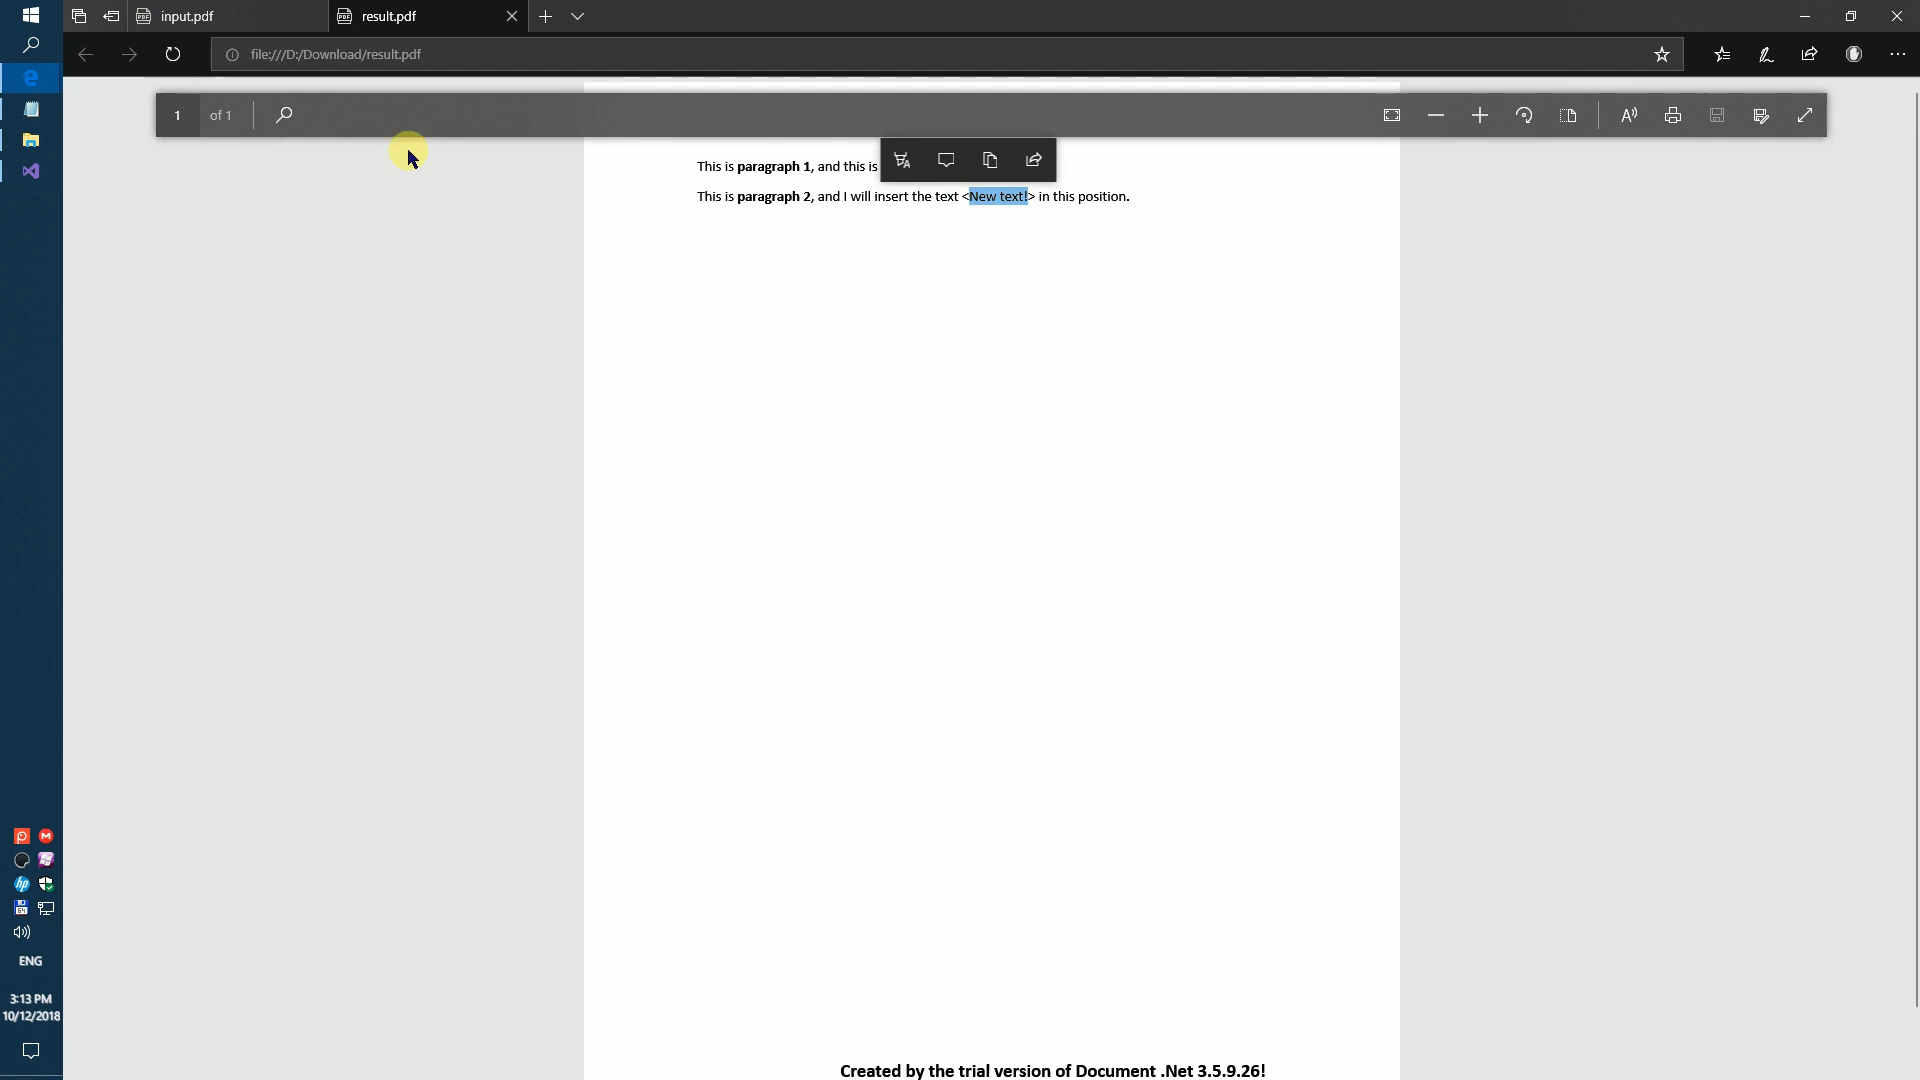 input.pdf
result.pdf
file:///D:/Download/result.pdf
1 of 1
This is paragraph 1, and this is
This is paragraph 2, and I will insert the text <New text!> in this position.
Created by the trial version of Document .Net 3.5.9.26!
ENG
3:13 PM
10/12/2018